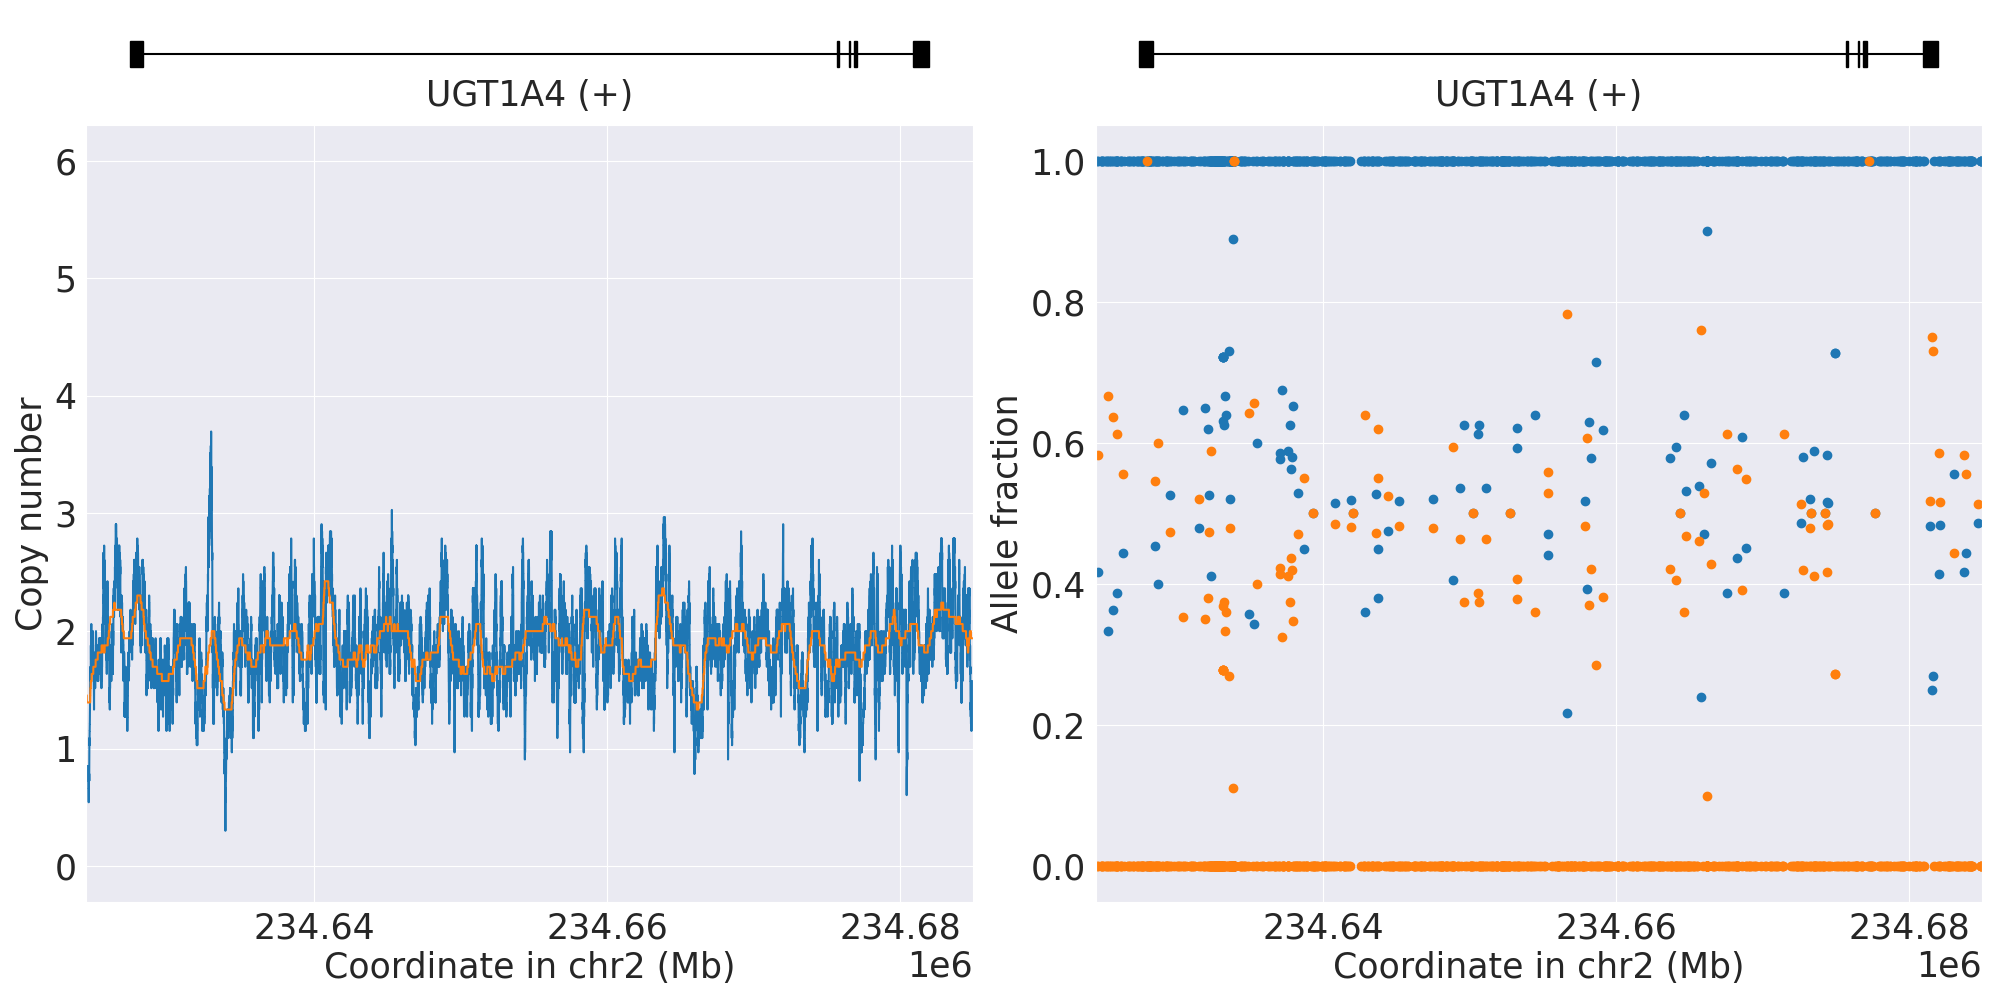 UGT1A4 (+)
6
5
4
3
2
1
0
Copy number
234.64
234.66
234.68
Coordinate in chr2 (Mb)
1e6
UGT1A4 (+)
1.0
0.8
0.6
0.4
0.2
0.0
Allele fraction
234.64
234.66
234.68
Coordinate in chr2 (Mb)
1e6